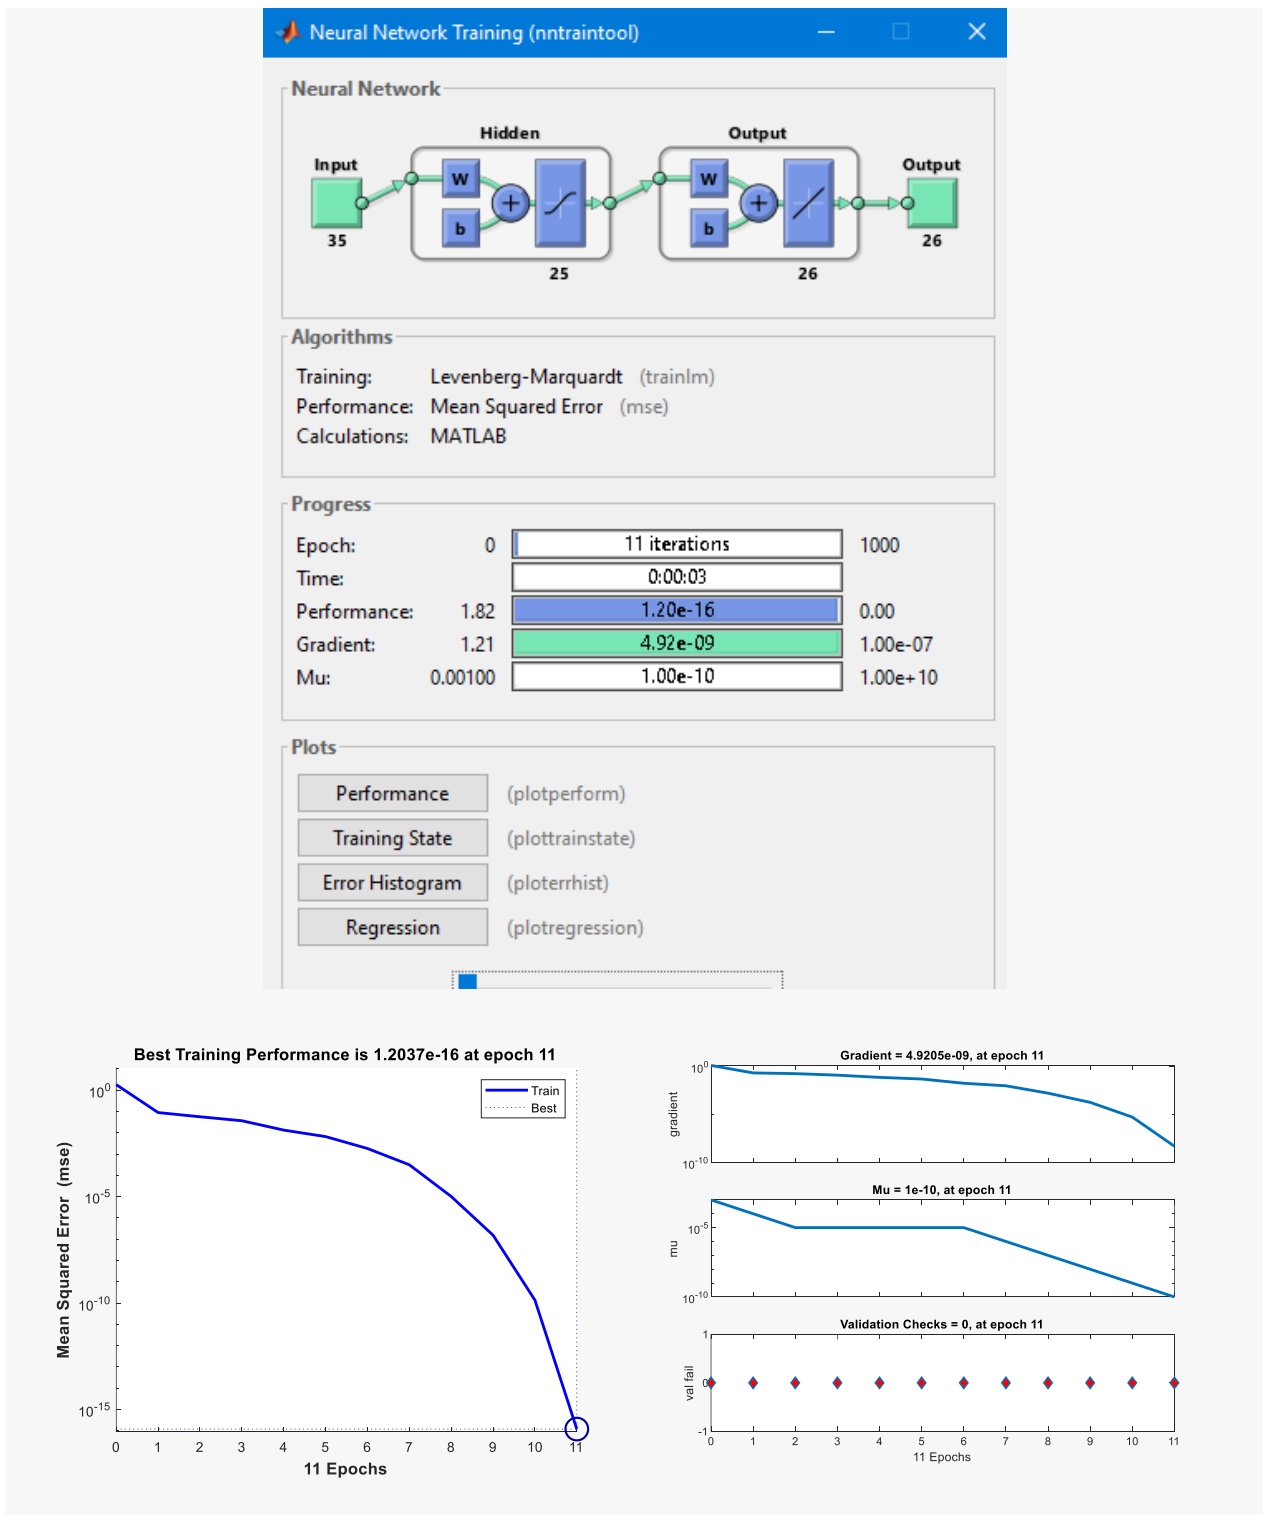 Neural Network Training (nntraintool)
Neural Network
Hidden
Output
Input
Output
W
b
W
b
35
25
26
26
Algorithms
Training: Levenberg-Marquardt (trainlm)
Performance: Mean Squared Error (mse)
Calculations: MATLAB
Progress
Epoch: 0 11 iterations 1000
Time: 0:00:03
Performance: 1.82 1.20e-16 0.00
Gradient: 1.21 4.92e-09 1.00e-07
Mu: 0.00100 1.00e-10 1.00e+10
Plots
Performance (plotperform)
Training State (plottrainstate)
Error Histogram (ploterrhist)
Regression (plotregression)
Best Training Performance is 1.2037e-16 at epoch 11
Train
Best
10^0
10^-5
10^-10
10^-15
Mean Squared Error (mse)
0 1 2 3 4 5 6 7 8 9 10 11
11 Epochs
Gradient = 4.9205e-09, at epoch 11
10^0
10^-10
gradient
Mu = 1e-10, at epoch 11
10^-5
10^-10
mu
Validation Checks = 0, at epoch 11
1
0
-1
val fail
0 1 2 3 4 5 6 7 8 9 10 11
11 Epochs